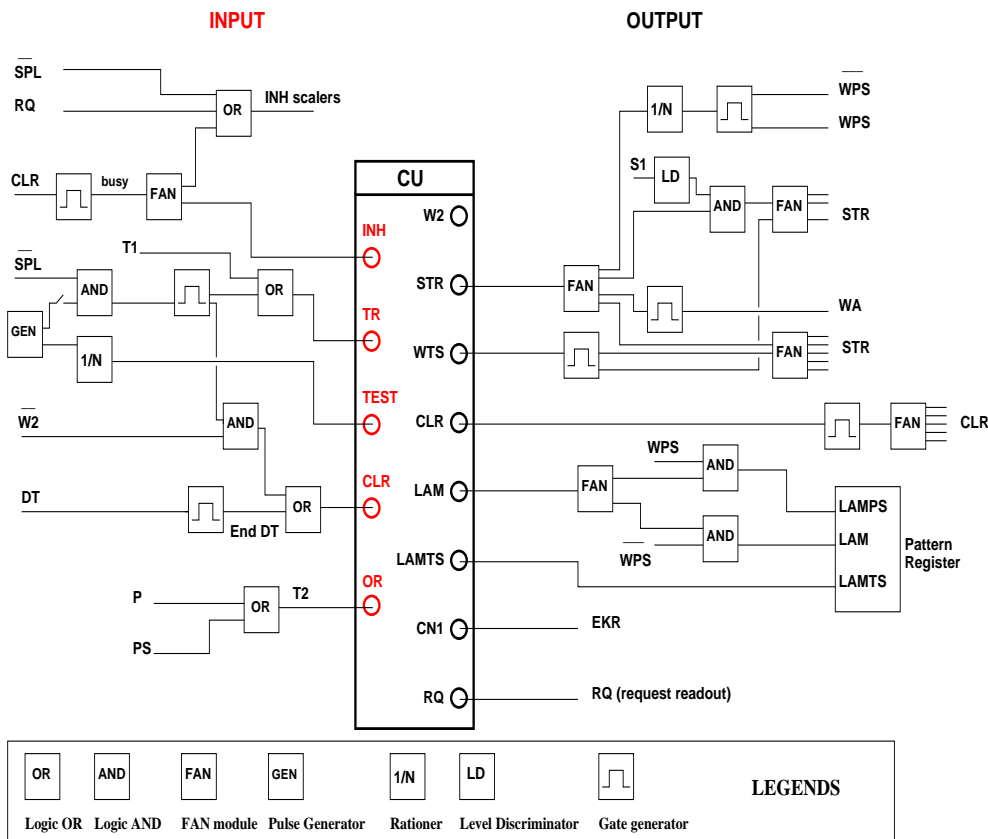 INPUT
OUTPUT
SPL
RQ
OR
INH scalers
CLR
busy
FAN
T1
SPL
AND
OR
GEN
1/N
W2
AND
DT
End DT
OR
P
PS
OR
T2
CU
W2
INH
STR
TR
WTS
TEST
CLR
CLR
LAM
LAMTS
OR
CN1
RQ
1/N
WPS
WPS
S1
LD
AND
FAN
STR
FAN
WA
FAN
STR
FAN
CLR
WPS
AND
FAN
WPS
AND
LAMPS
LAM
LAMTS
Pattern
Register
EKR
RQ (request readout)
OR
AND
FAN
GEN
1/N
LD
LEGENDS
Logic OR
Logic AND
FAN module
Pulse Generator
Rationer
Level Discriminator
Gate generator